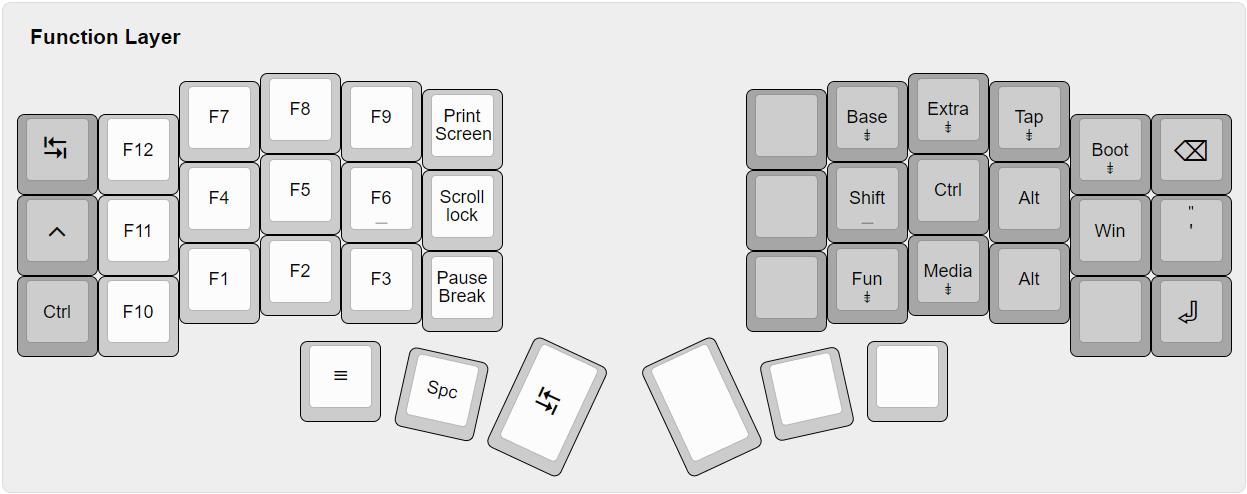 Function Layer
F12 F7 F8 F9 Print
Screen
Base Extra Tap Boot
F11 F4 F5 F6 Scroll
lock
Shift Ctrl Alt Win " '
Ctrl F10 F1 F2 F3 Pause
Break
Fun Media Alt
Spc